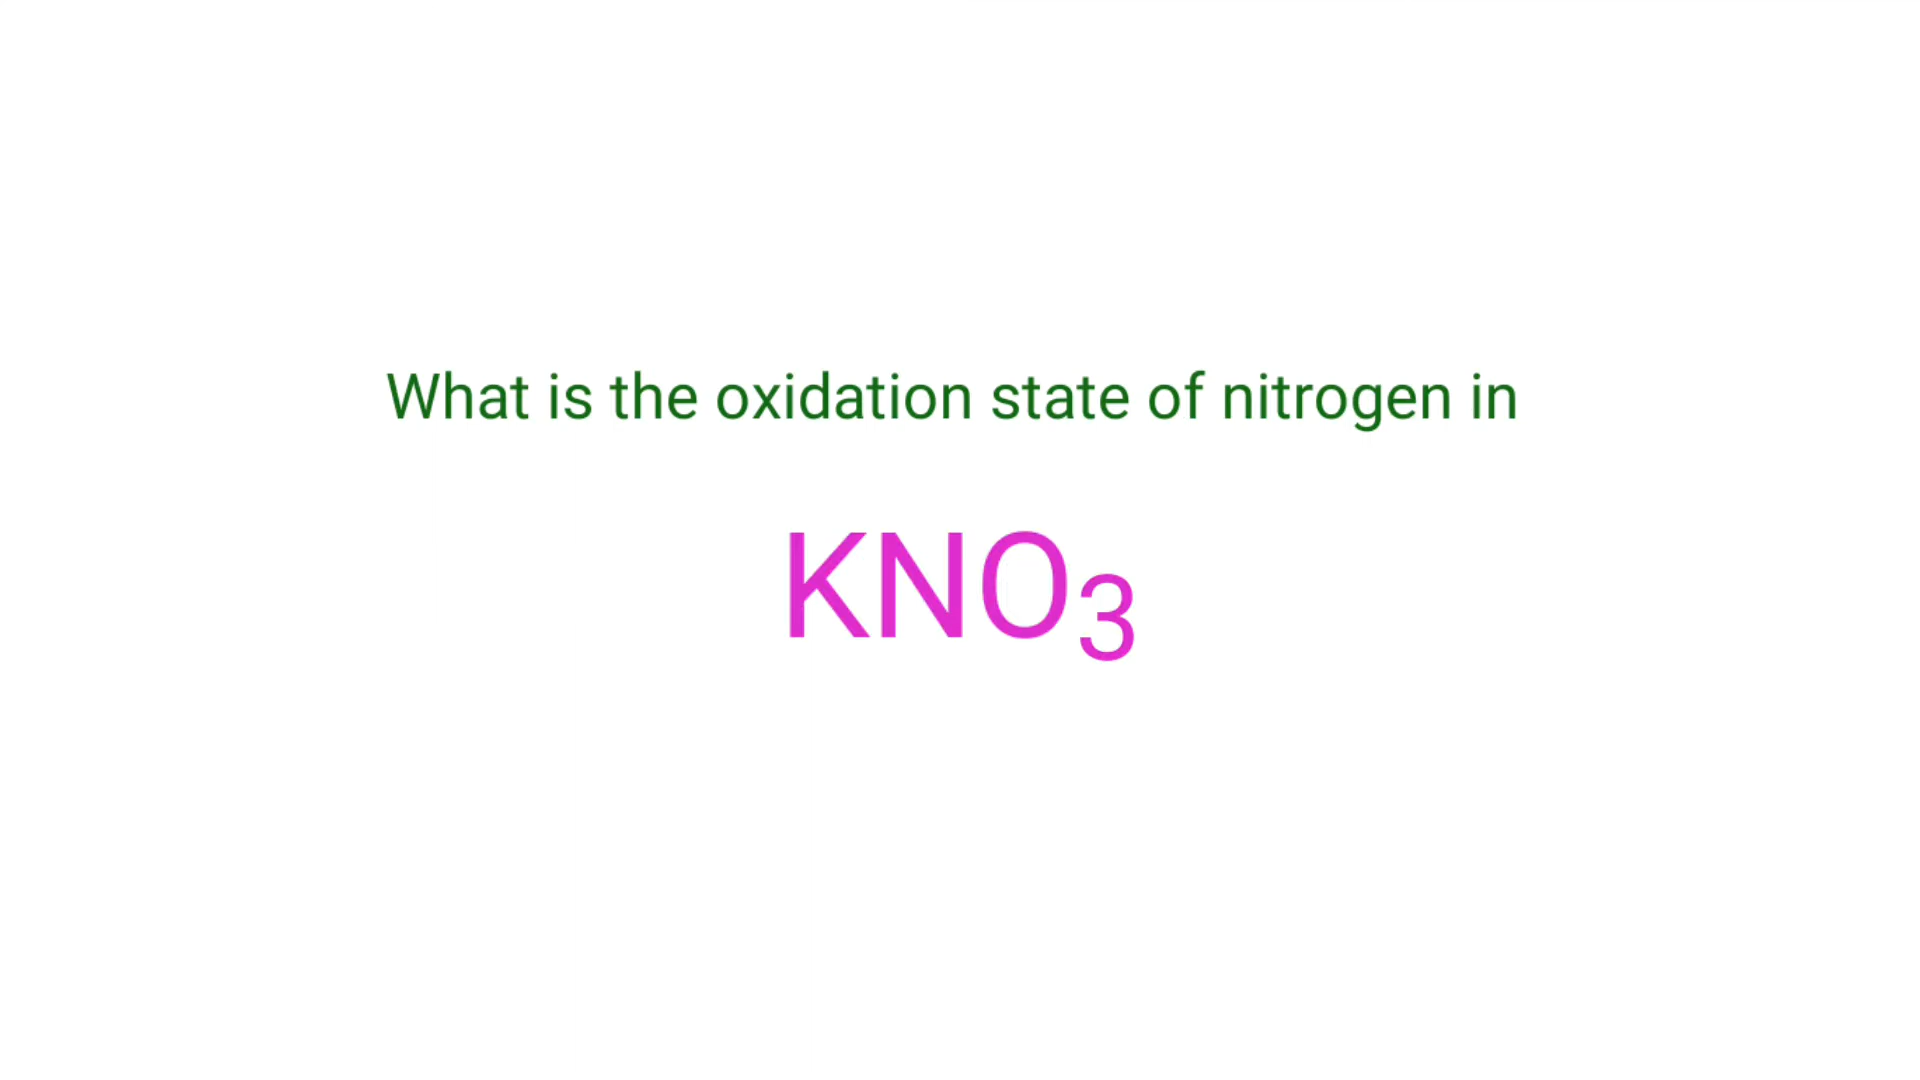 What is the oxidation state of nitrogen in
KNO₃